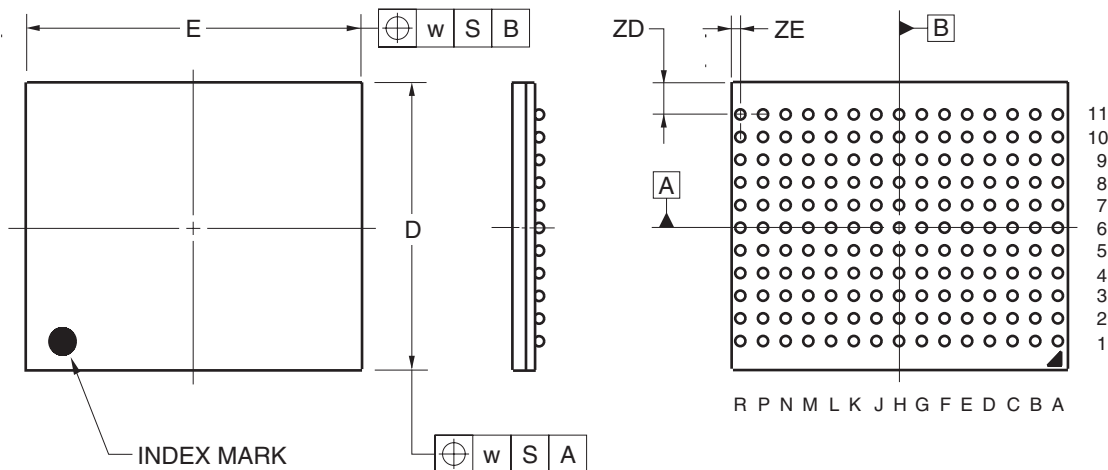 E
⌖ w S B
ZD
ZE
B
11
10
9
8
7
6
5
4
3
2
1
A
D
R P N M L K J H G F E D C B A
INDEX MARK
⌖ w S A